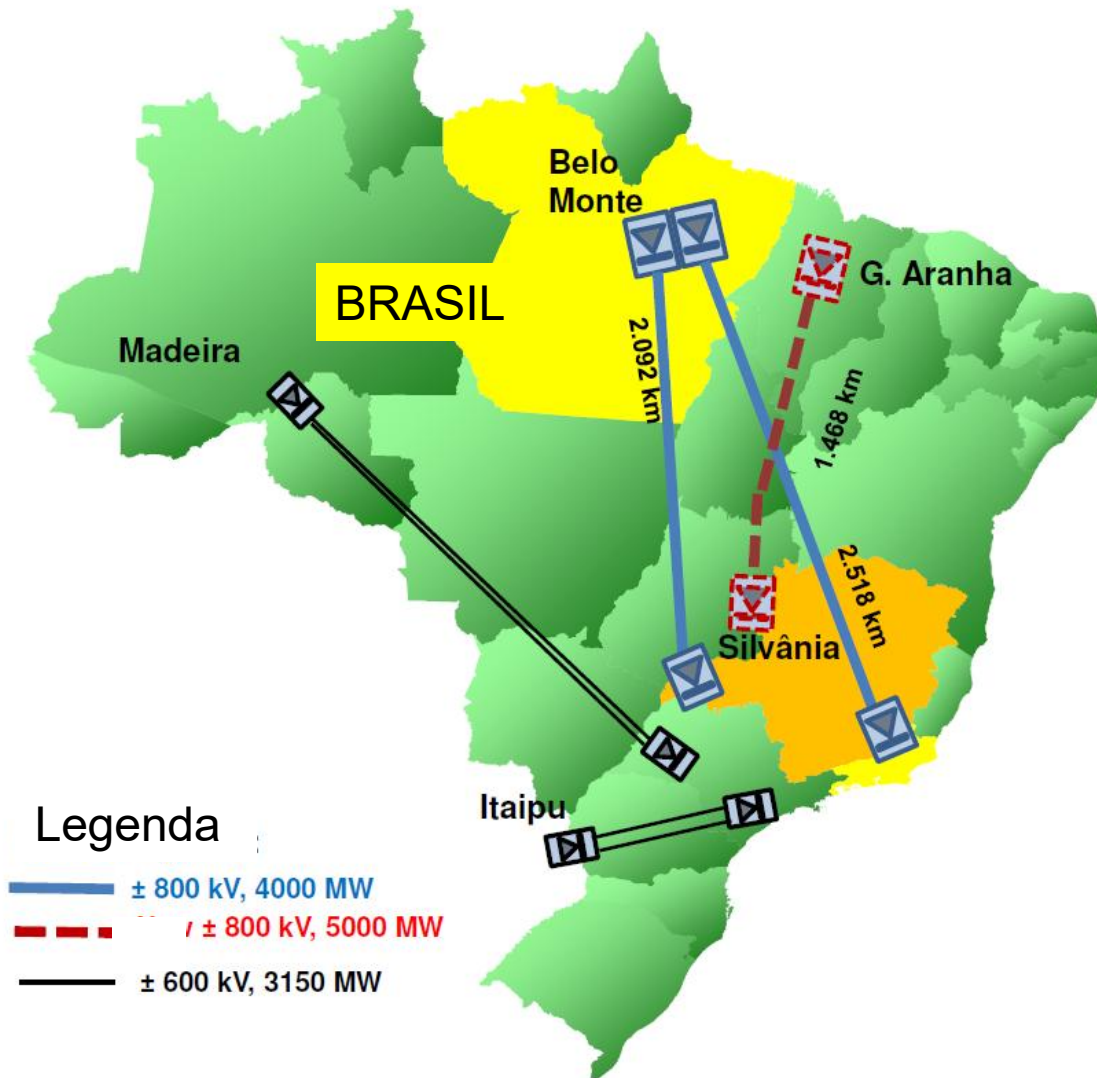 Belo
Monte
BRASIL
G. Aranha
Madeira
2.092 km
1.468 km
2.518 km
Silvânia
Itaipu
Legenda
± 800 kV, 4000 MW
± 800 kV, 5000 MW
± 600 kV, 3150 MW